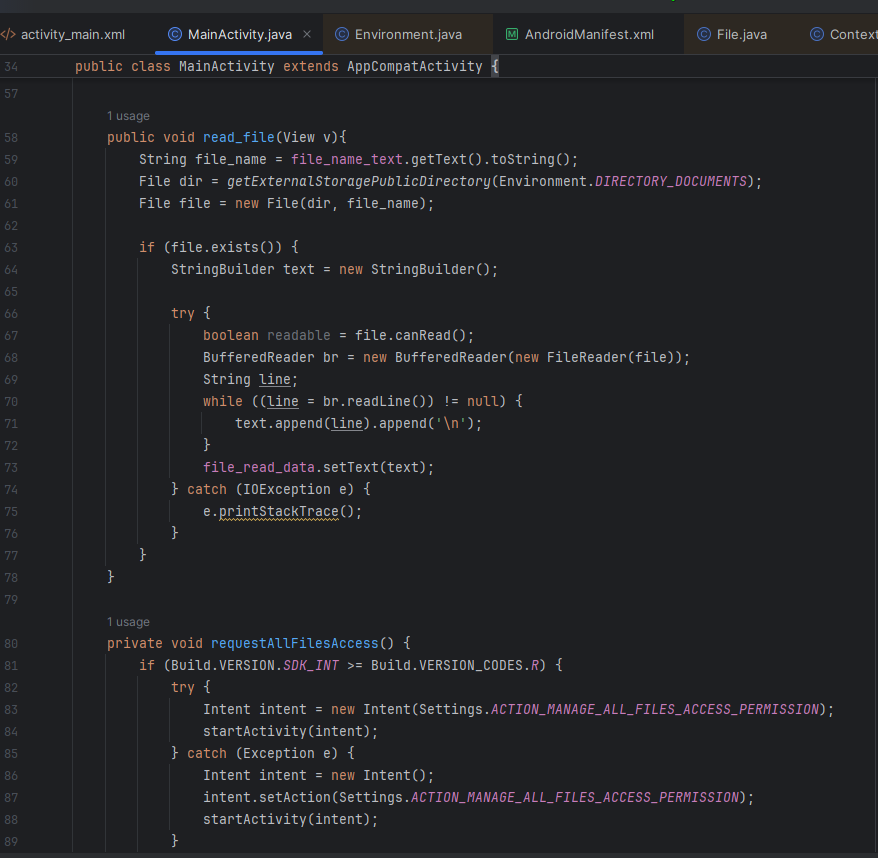 </> activity_main.xml © MainActivity.java × © Environment.java M AndroidManifest.xml © File.java © Context
34 public class MainActivity extends AppCompatActivity {
57
1 usage
58 public void read_file(View v){
59 String file_name = file_name_text.getText().toString();
60 File dir = getExternalStoragePublicDirectory(Environment.DIRECTORY_DOCUMENTS);
61 File file = new File(dir, file_name);
62
63 if (file.exists()) {
64 StringBuilder text = new StringBuilder();
65
66 try {
67 boolean readable = file.canRead();
68 BufferedReader br = new BufferedReader(new FileReader(file));
69 String line;
70 while ((line = br.readLine()) != null) {
71 text.append(line).append('\n');
72 }
73 file_read_data.setText(text);
74 } catch (IOException e) {
75 e.printStackTrace();
76 }
77 }
78 }
79
1 usage
80 private void requestAllFilesAccess() {
81 if (Build.VERSION.SDK_INT >= Build.VERSION_CODES.R) {
82 try {
83 Intent intent = new Intent(Settings.ACTION_MANAGE_ALL_FILES_ACCESS_PERMISSION);
84 startActivity(intent);
85 } catch (Exception e) {
86 Intent intent = new Intent();
87 intent.setAction(Settings.ACTION_MANAGE_ALL_FILES_ACCESS_PERMISSION);
88 startActivity(intent);
89 }